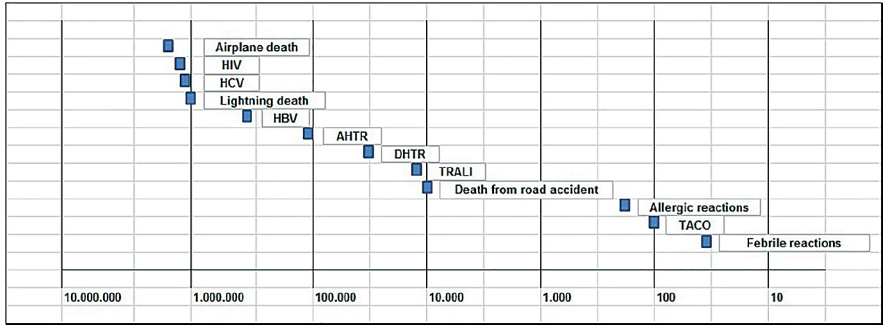 Airplane death
HIV
HCV
Lightning death
HBV
AHTR
DHTR
TRALI
Death from road accident
Allergic reactions
TACO
Febrile reactions
10.000.000 1.000.000 100.000 10.000 1.000 100 10